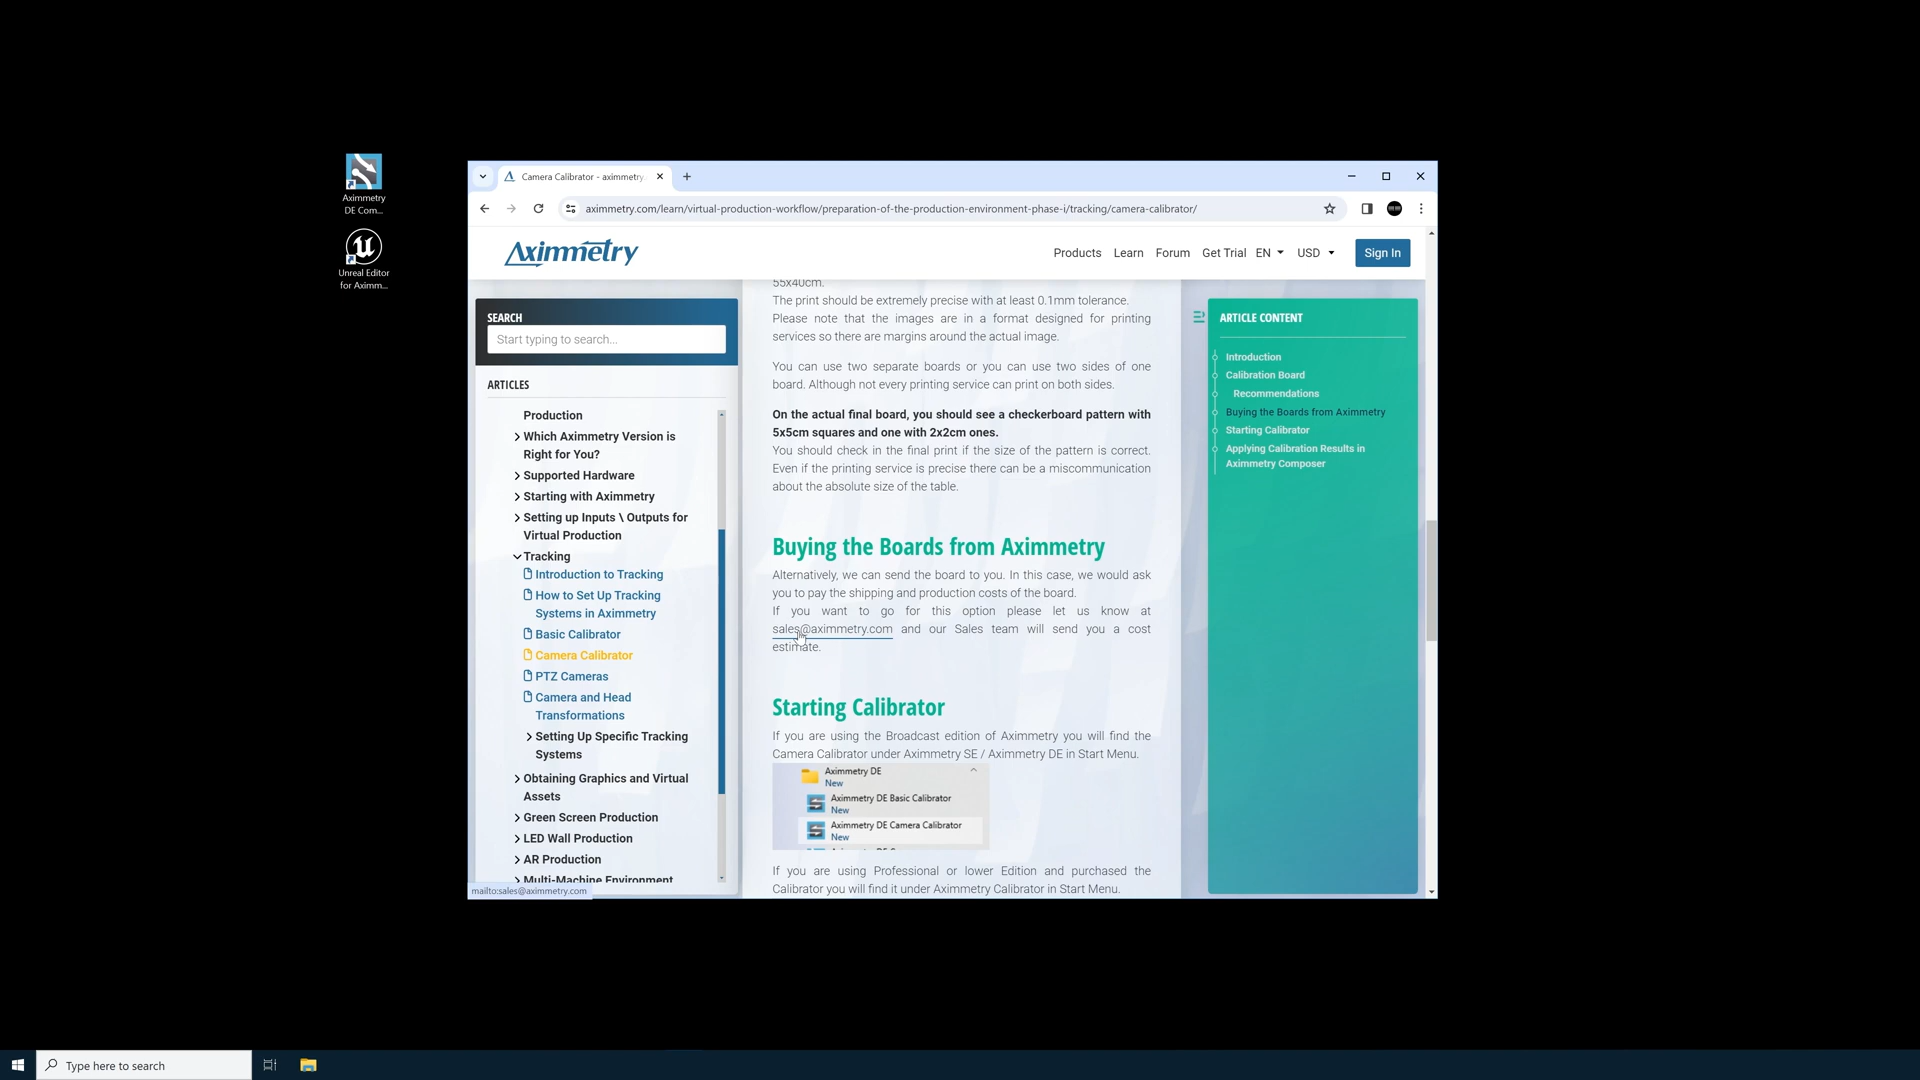 Aximmetry
DE Com...
Unreal Editor
for Aximm...
Camera Calibrator - aximmetry.
aximmetry.com/learn/virtual-production-workflow/preparation-of-the-production-environment-phase-i/tracking/camera-calibrator/
Aximmetry
Products Learn Forum Get Trial EN USD Sign In
SEARCH
Start typing to search...
ARTICLES
Production
Which Aximmetry Version is
Right for You?
Supported Hardware
Starting with Aximmetry
Setting up Inputs \ Outputs for
Virtual Production
Tracking
Introduction to Tracking
How to Set Up Tracking
Systems in Aximmetry
Basic Calibrator
Camera Calibrator
PTZ Cameras
Camera and Head
Transformations
Setting Up Specific Tracking
Systems
Obtaining Graphics and Virtual
Assets
Green Screen Production
LED Wall Production
AR Production
Multi-Machine Environment
mailto:sales@aximmetry.com
55x40cm.
The print should be extremely precise with at least 0.1mm tolerance.
Please note that the images are in a format designed for printing
services so there are margins around the actual image.
You can use two separate boards or you can use two sides of one
board. Although not every printing service can print on both sides.
On the actual final board, you should see a checkerboard pattern with
5x5cm squares and one with 2x2cm ones.
You should check in the final print if the size of the pattern is correct.
Even if the printing service is precise there can be a miscommunication
about the absolute size of the table.
Buying the Boards from Aximmetry
Alternatively, we can send the board to you. In this case, we would ask
you to pay the shipping and production costs of the board.
If you want to go for this option please let us know at
sales@aximmetry.com and our Sales team will send you a cost
estimate.
Starting Calibrator
If you are using the Broadcast edition of Aximmetry you will find the
Camera Calibrator under Aximmetry SE / Aximmetry DE in Start Menu.
Aximmetry DE
New
Aximmetry DE Basic Calibrator
New
Aximmetry DE Camera Calibrator
New
If you are using Professional or lower Edition and purchased the
Calibrator you will find it under Aximmetry Calibrator in Start Menu.
ARTICLE CONTENT
Introduction
Calibration Board
Recommendations
Buying the Boards from Aximmetry
Starting Calibrator
Applying Calibration Results in
Aximmetry Composer
Type here to search